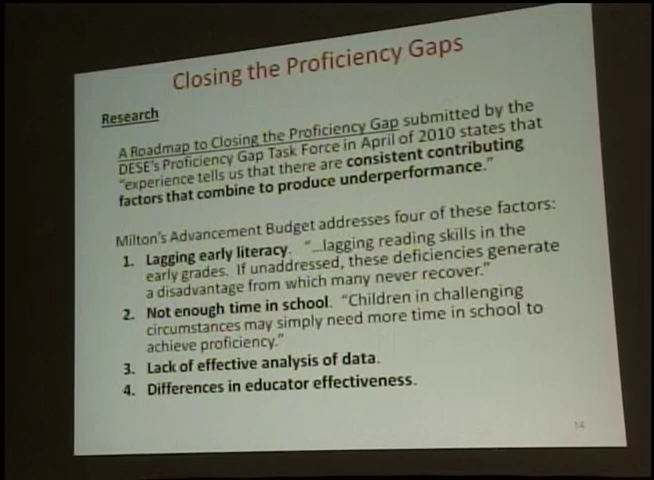 Closing the Proficiency Gaps
Research
A Roadmap to Closing the Proficiency Gap submitted by the
DESE's Proficiency Gap Task Force in April of 2010 states that
"experience tells us that there are consistent contributing
factors that combine to produce underperformance."
Milton's Advancement Budget addresses four of these factors:
1. Lagging early literacy. "...lagging reading skills in the
early grades. If unaddressed, these deficiencies generate
a disadvantage from which many never recover."
2. Not enough time in school. "Children in challenging
circumstances may simply need more time in school to
achieve proficiency."
3. Lack of effective analysis of data.
4. Differences in educator effectiveness.
14